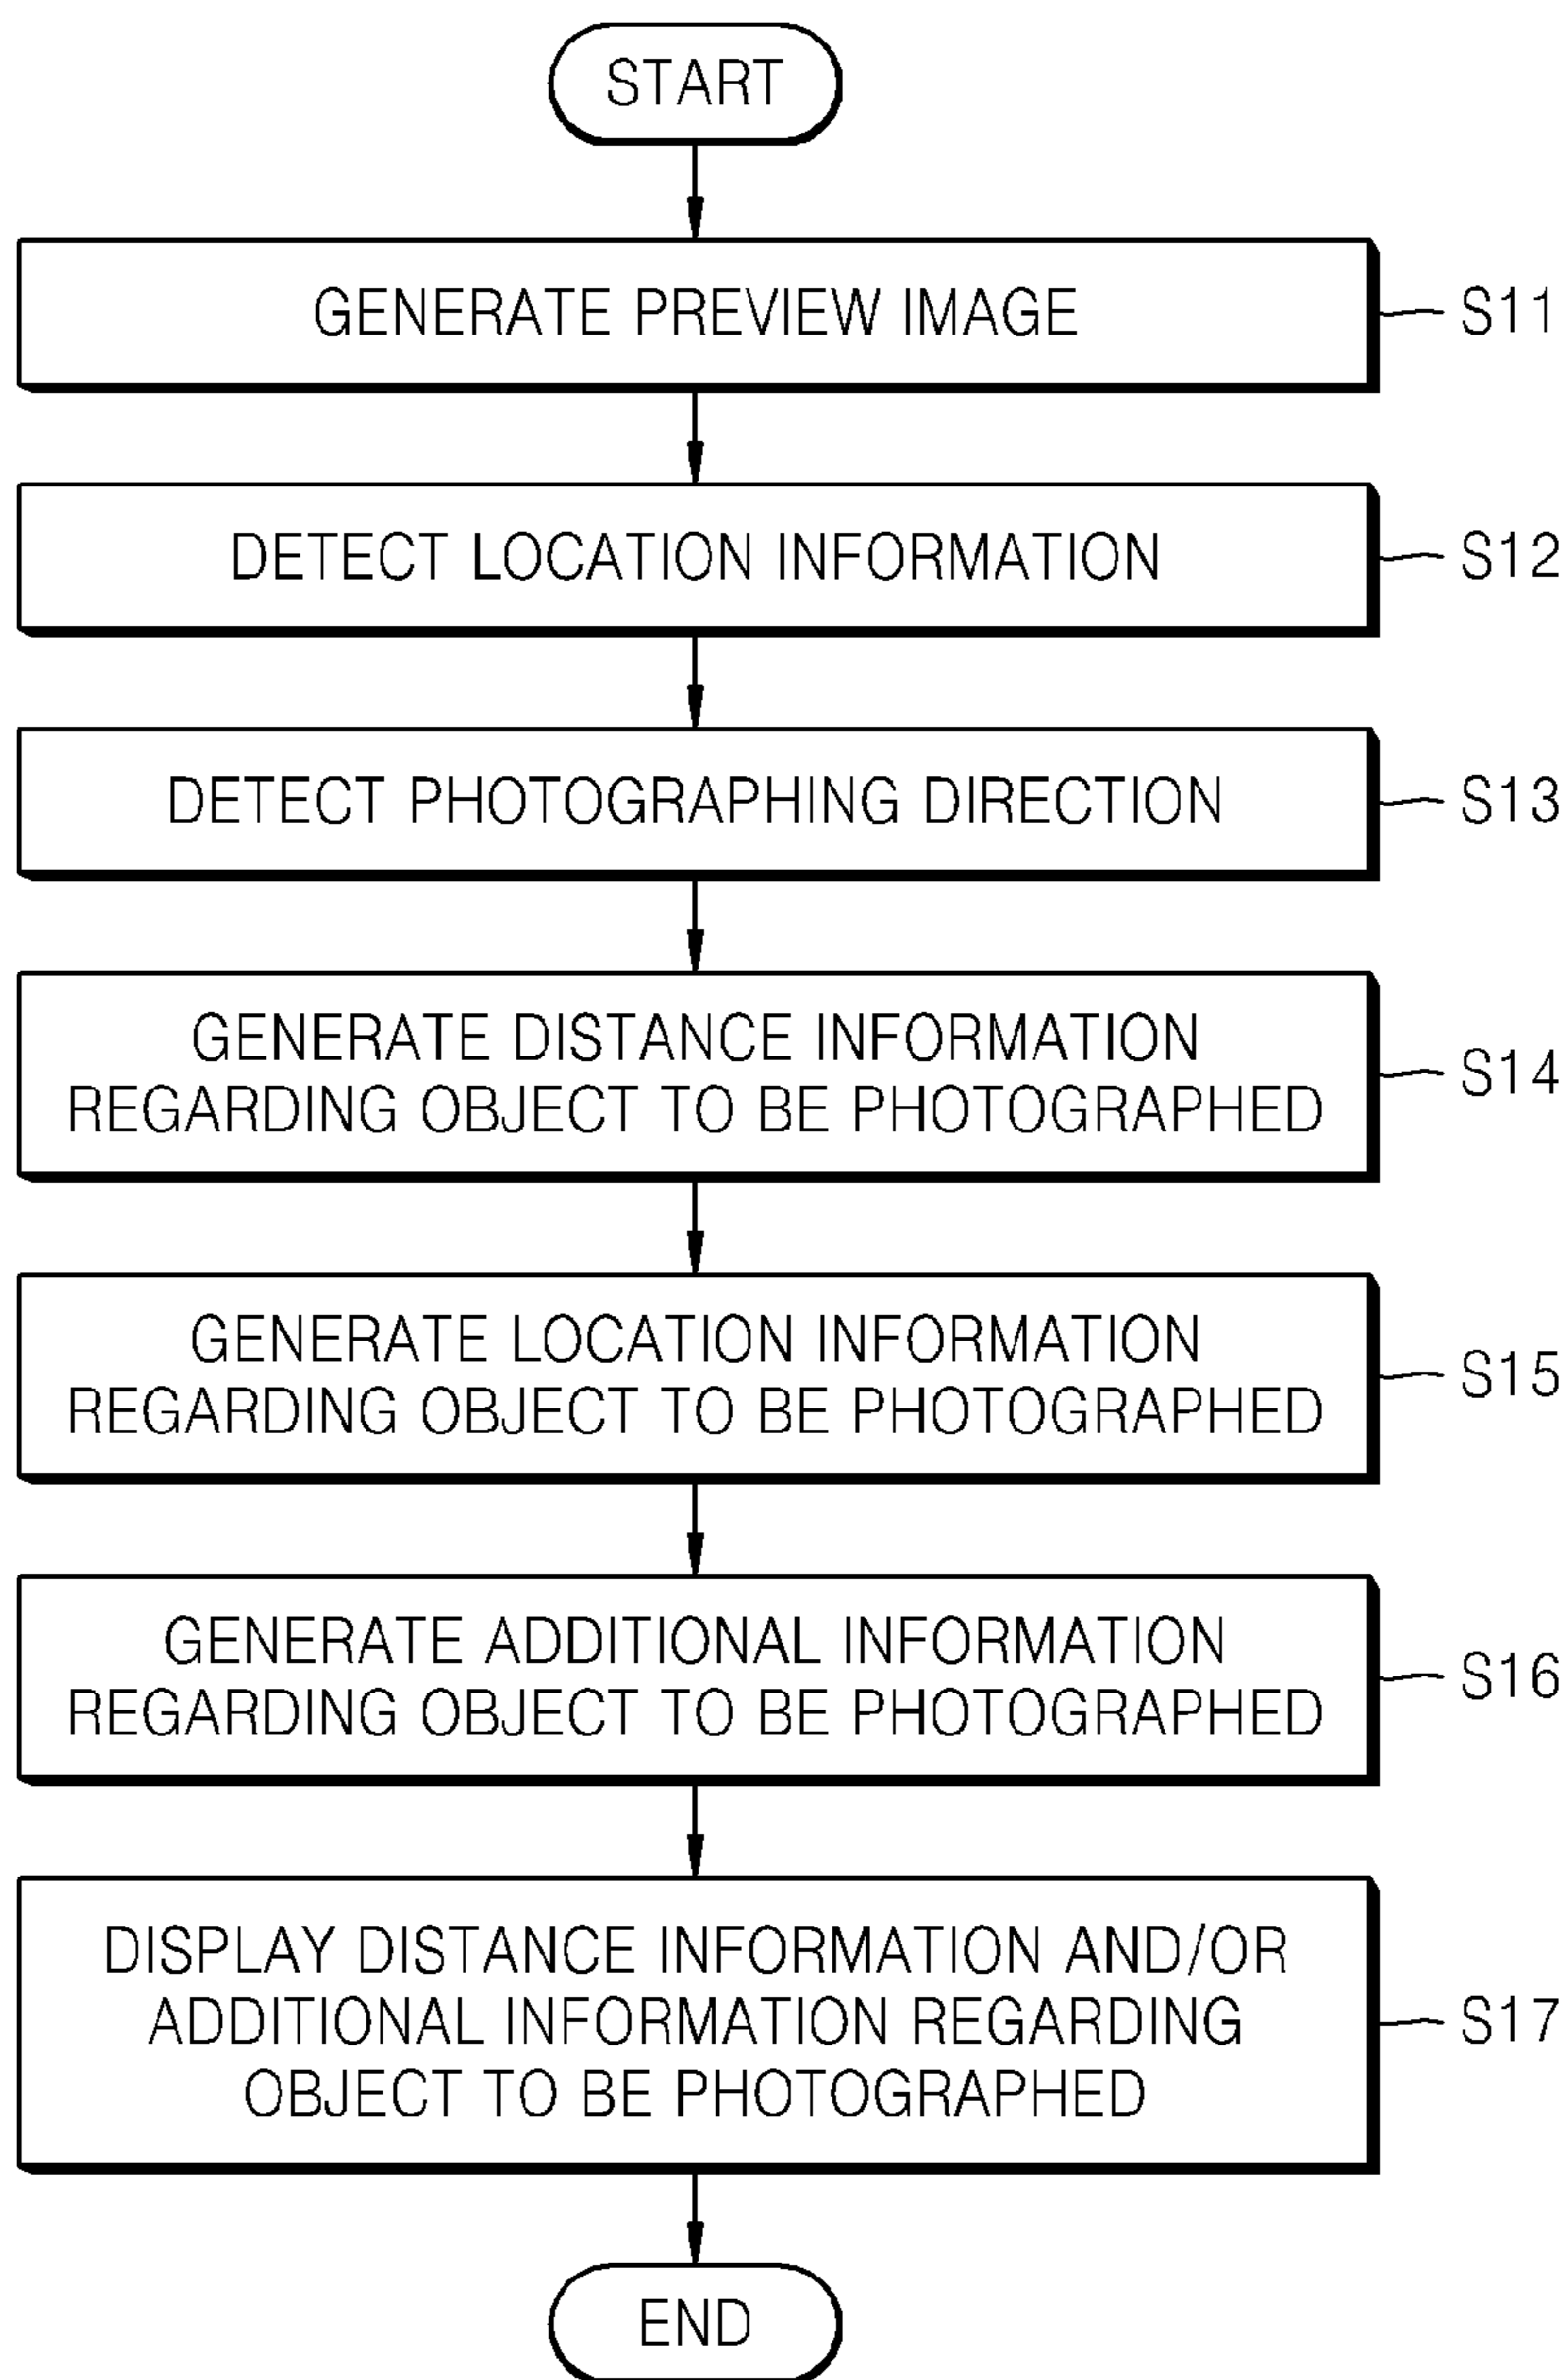 START
GENERATE PREVIEW IMAGE
S11
DETECT LOCATION INFORMATION
S12
DETECT PHOTOGRAPHING DIRECTION
S13
GENERATE DISTANCE INFORMATION
REGARDING OBJECT TO BE PHOTOGRAPHED
S14
GENERATE LOCATION INFORMATION
REGARDING OBJECT TO BE PHOTOGRAPHED
S15
GENERATE ADDITIONAL INFORMATION
REGARDING OBJECT TO BE PHOTOGRAPHED
S16
DISPLAY DISTANCE INFORMATION AND/OR
ADDITIONAL INFORMATION REGARDING
OBJECT TO BE PHOTOGRAPHED
S17
END